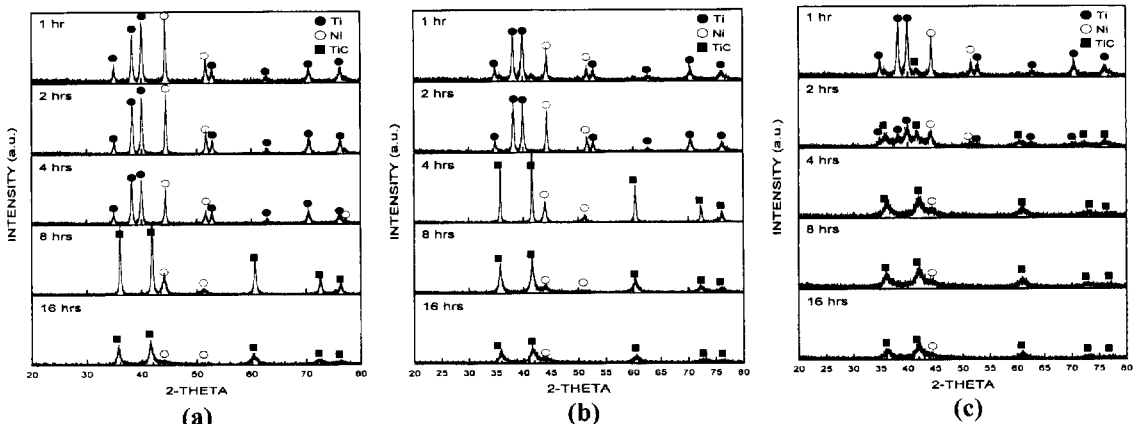 1 hr
Ti
Ni
TiC
2 hrs
4 hrs
8 hrs
16 hrs
INTENSITY (a.u.)
20 30 40 50 60 70 80
2-THETA
(a)
1 hr
Ti
Ni
TiC
2 hrs
4 hrs
8 hrs
16 hrs
INTENSITY (a.u.)
20 25 30 35 40 45 50 55 60 65 70 75 80
2-THETA
(b)
1 hr
Ti
Ni
TiC
2 hrs
4 hrs
8 hrs
16 hrs
INTENSITY (a.u.)
20 25 30 35 40 45 50 55 60 65 70 75 80
2-THETA
(c)